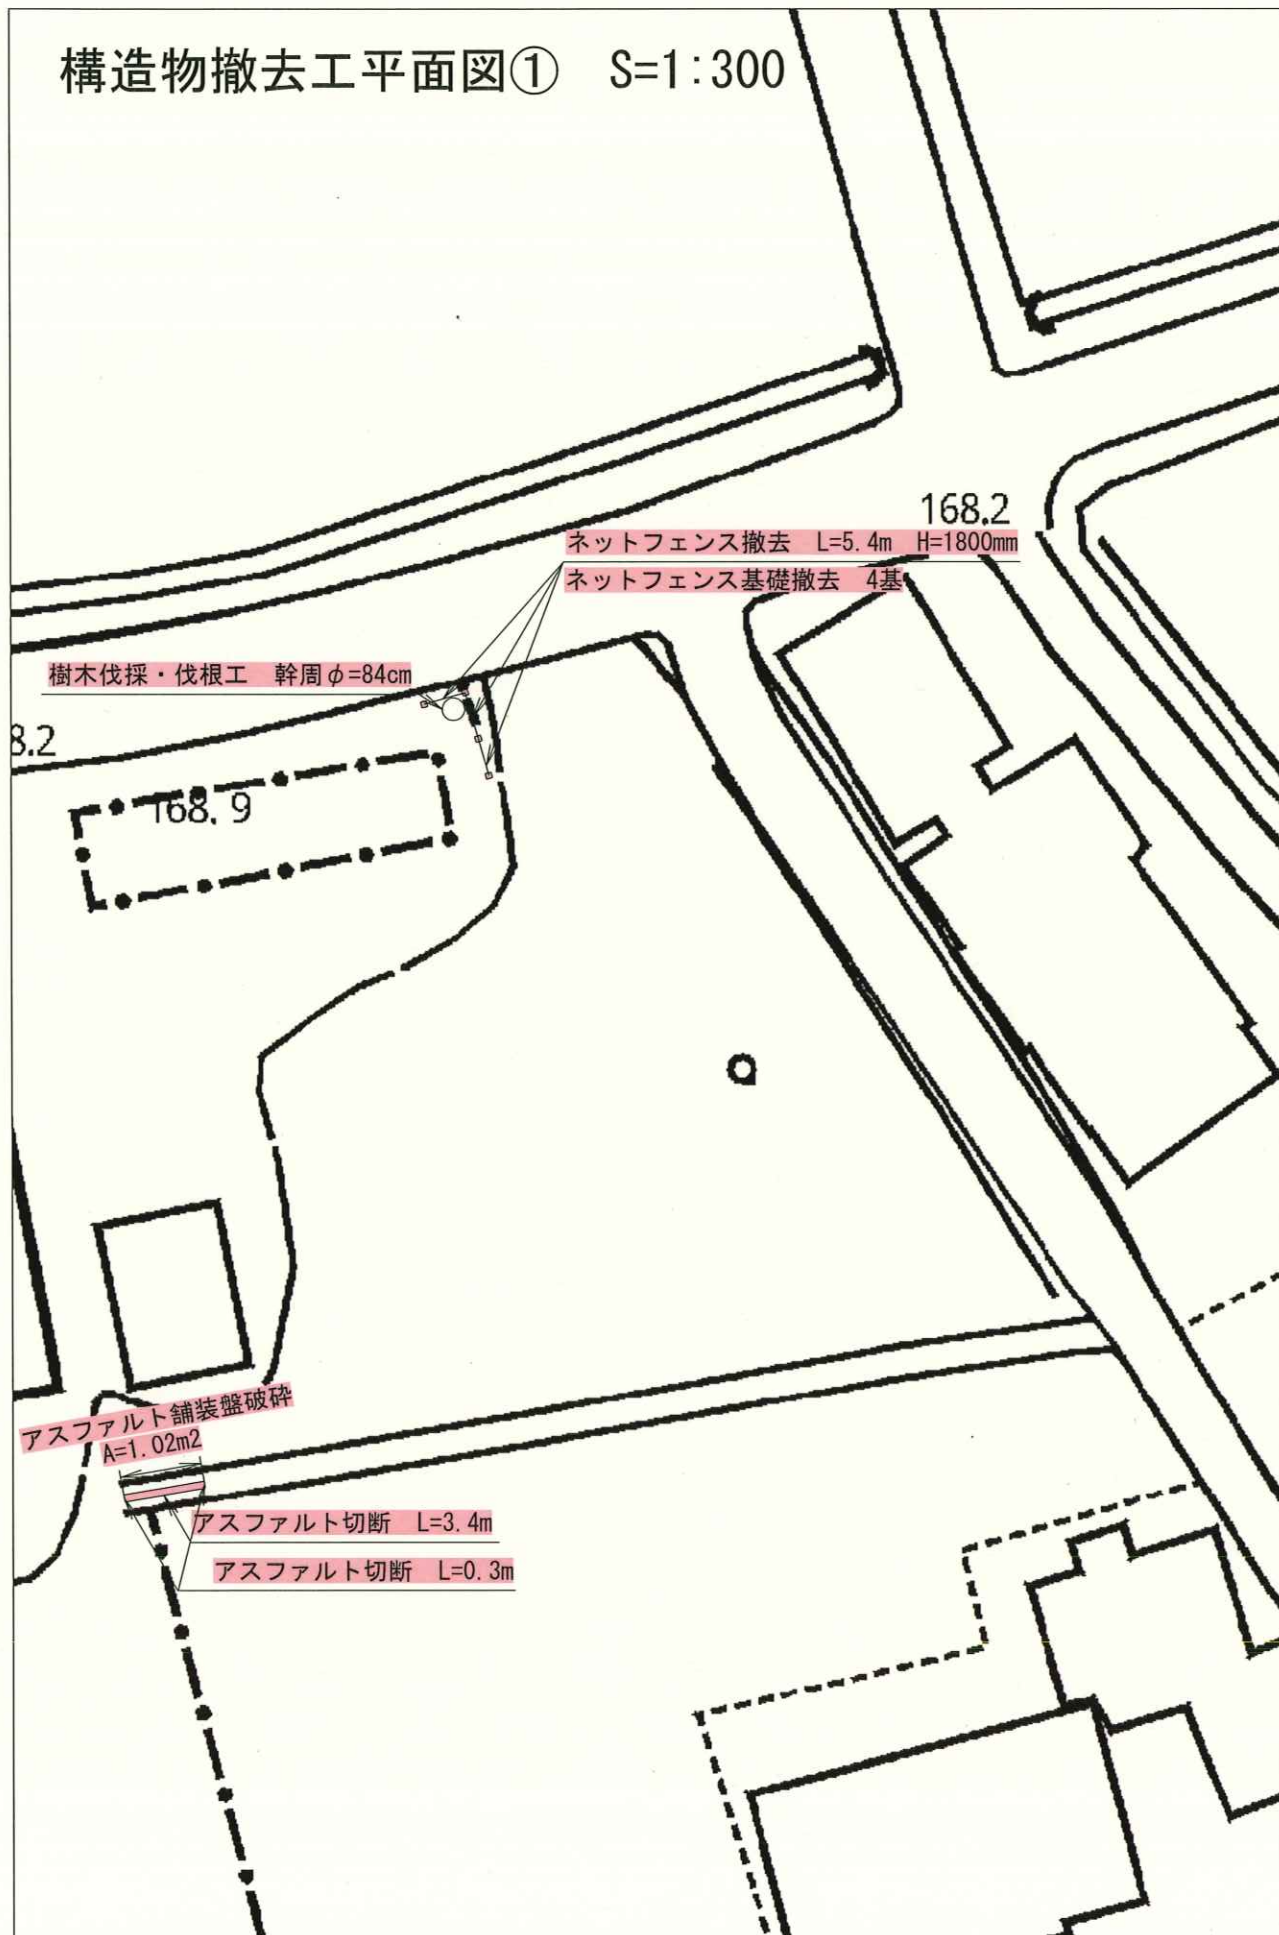 構造物撤去工平面図① S=1:300
168.2
ネットフェンス撤去 L=5.4m H=1800mm
ネットフェンス基礎撤去 4基
樹木伐採・伐根工 幹周φ=84cm
8.2
168.9
アスファルト舗装盤破砕
A=1.02m2
アスファルト切断 L=3.4m
アスファルト切断 L=0.3m